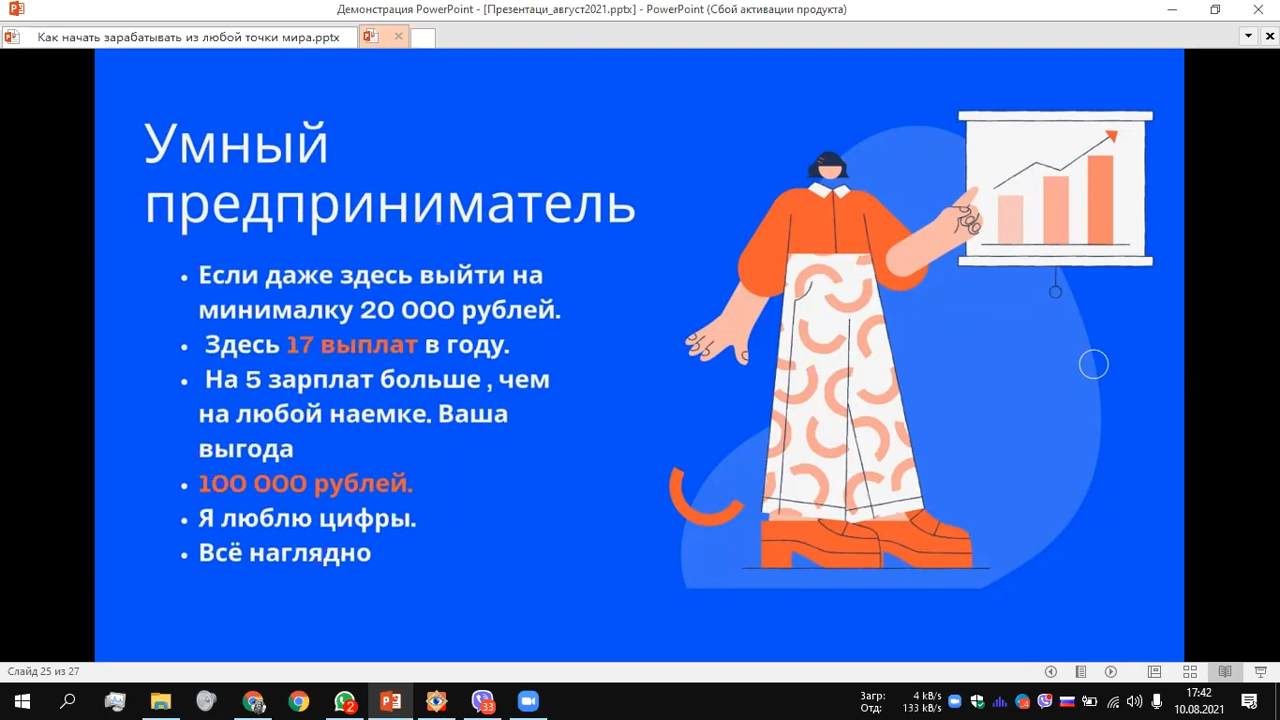 Демонстрация PowerPoint - [Презентаци_август2021.pptx] - PowerPoint (Сбой активации продукта)
Как начать зарабатывать из любой точки мира.pptx
Умный
предприниматель
• Если даже здесь выйти на
минималку 20 000 рублей.
• Здесь 17 выплат в году.
• На 5 зарплат больше , чем
на любой наемке. Ваша
выгода
• 100 000 рублей.
• Я люблю цифры.
• Всё наглядно
Слайд 25 из 27
Загр: 4 kB/s
Отд: 133 kB/s
17:42
10.08.2021
2
33